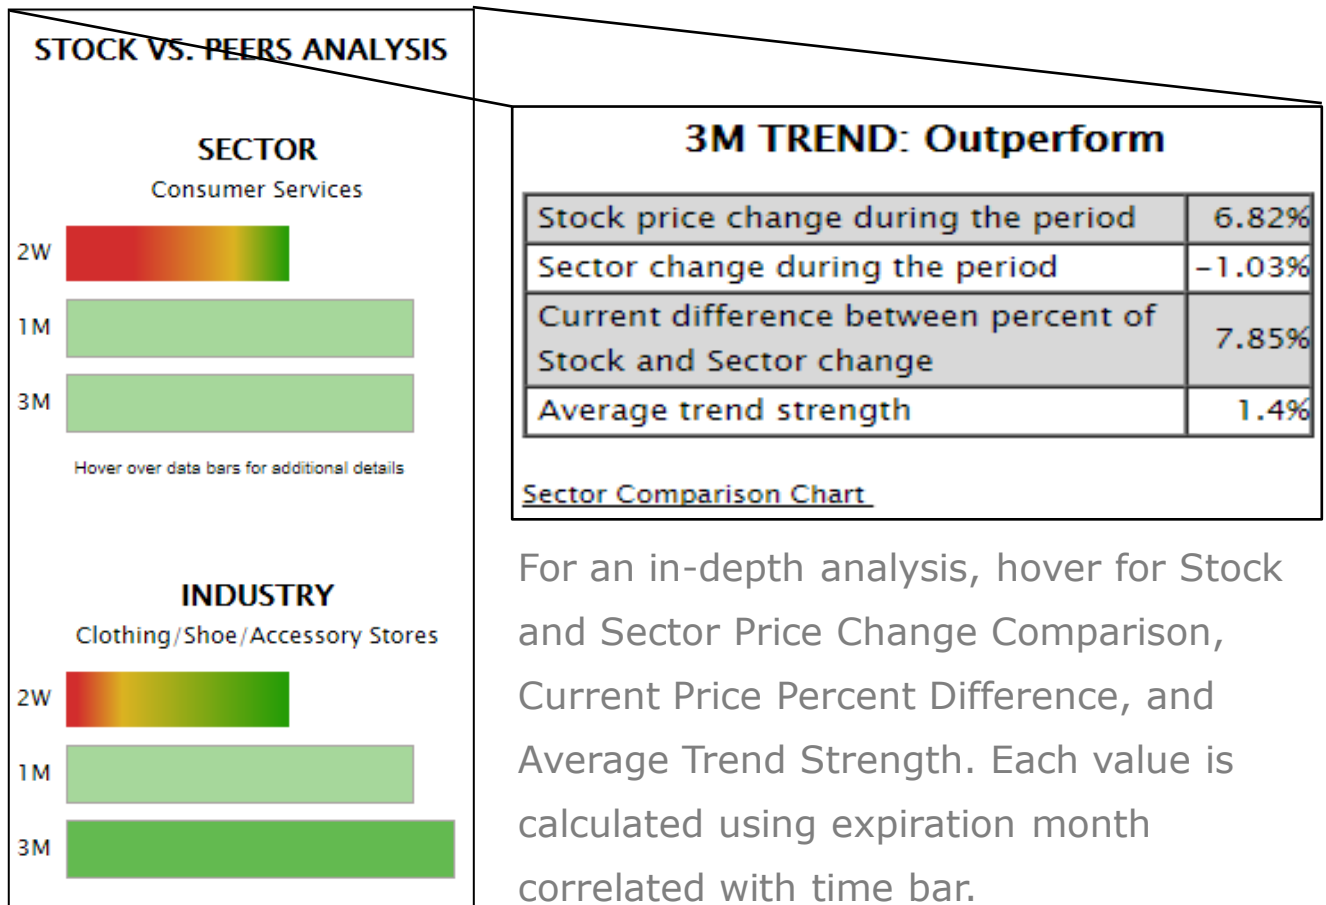 STOCK VS. PEERS ANALYSIS
SECTOR
Consumer Services
2W
1M
3M
Hover over data bars for additional details
INDUSTRY
Clothing/Shoe/Accessory Stores
2W
1M
3M
3M TREND: Outperform
Stock price change during the period 6.82%
Sector change during the period -1.03%
Current difference between percent of
Stock and Sector change 7.85%
Average trend strength 1.4%
Sector Comparison Chart
For an in-depth analysis, hover for Stock
and Sector Price Change Comparison,
Current Price Percent Difference, and
Average Trend Strength. Each value is
calculated using expiration month
correlated with time bar.